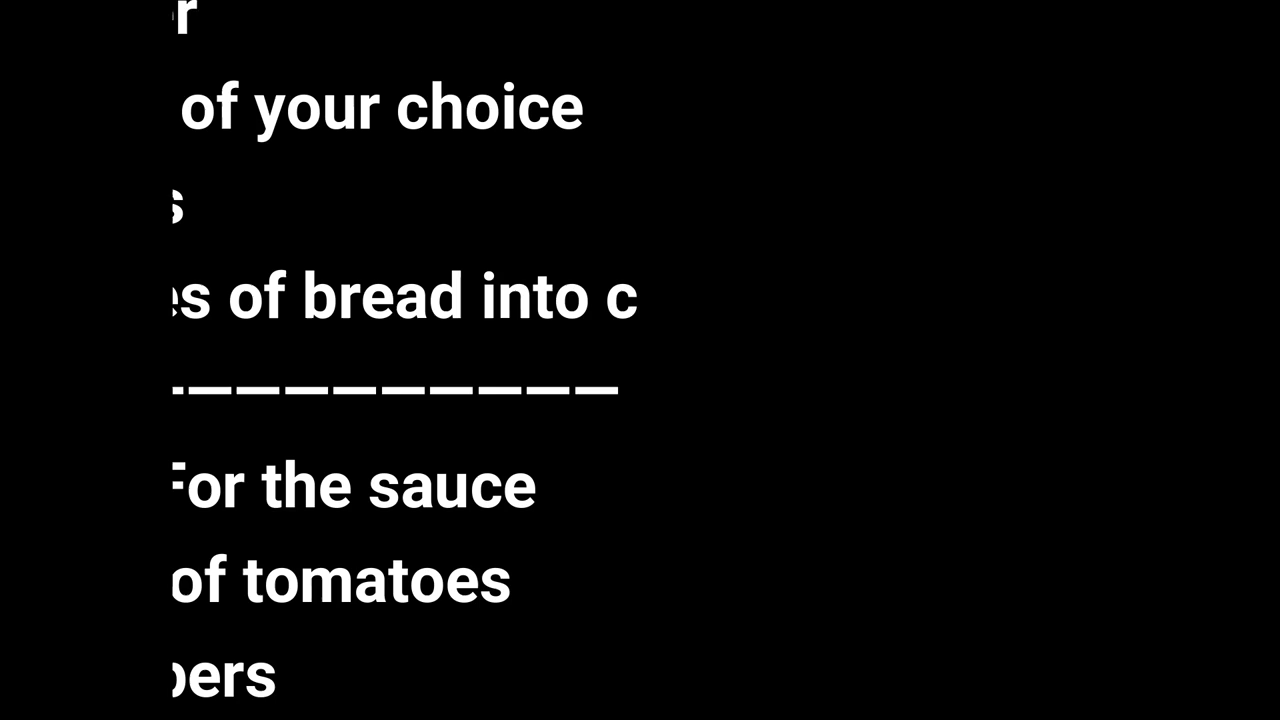 r
of your choice
s
es of bread into c
For the sauce
of tomatoes
pers